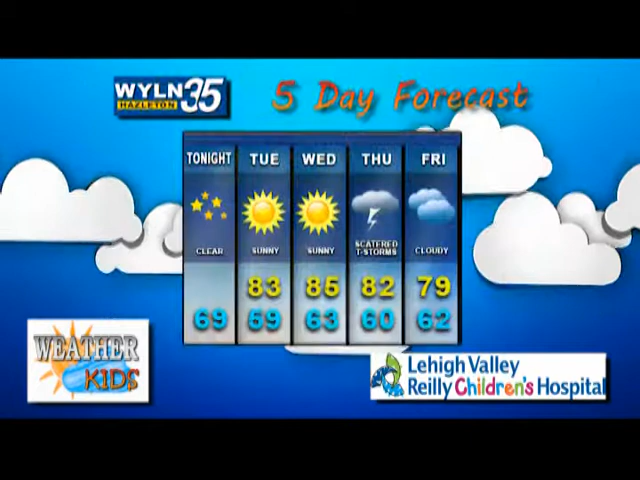 WYLN 35
HAZLETON
5 Day Forecast
TONIGHT TUE WED THU FRI
CLEAR SUNNY SUNNY SCATERED T-STORMS CLOUDY
83 85 82 79
69 59 63 60 62
WEATHER
KIDS
Lehigh Valley
Reilly Children's Hospital